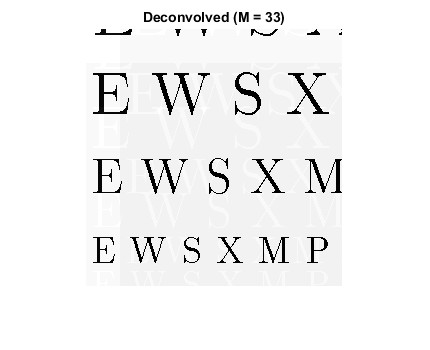 Deconvolved (M = 33)
E W S X
E W S X M
E W S X M P